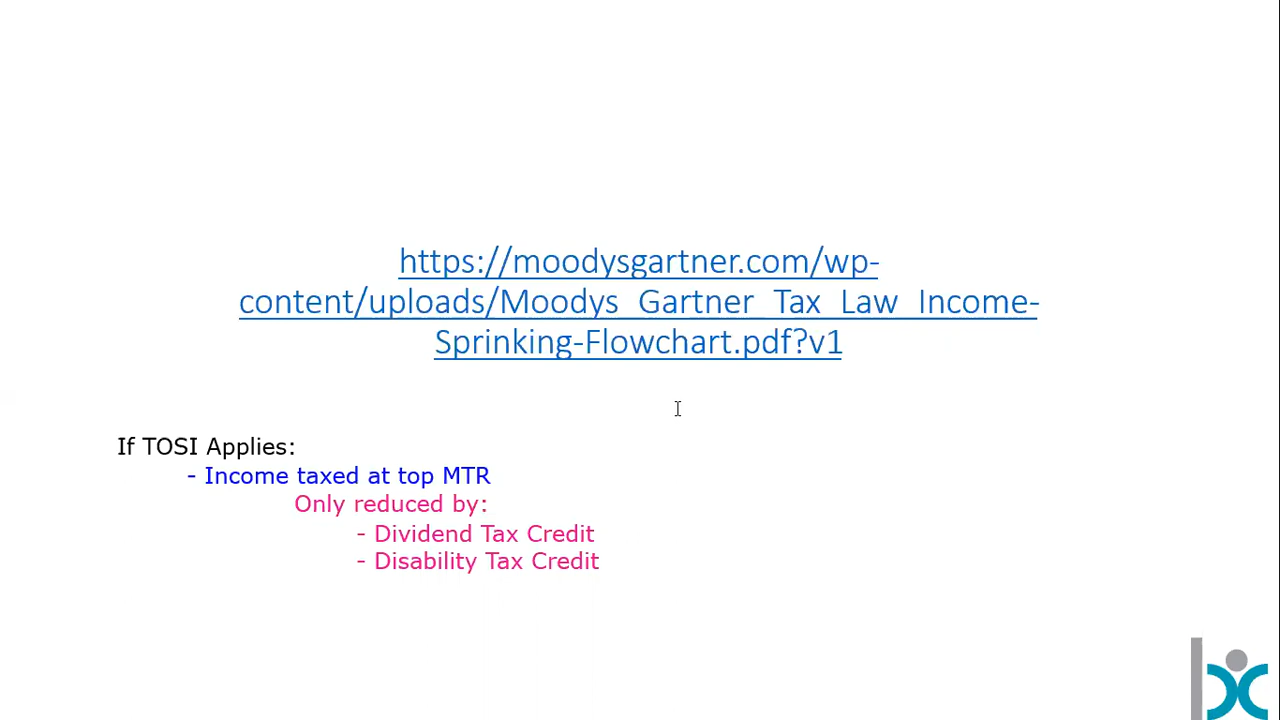 https://moodysgartner.com/wp-
content/uploads/Moodys_Gartner_Tax_Law_Income-
Sprinking-Flowchart.pdf?v1
If TOSI Applies:
- Income taxed at top MTR
Only reduced by:
- Dividend Tax Credit
- Disability Tax Credit